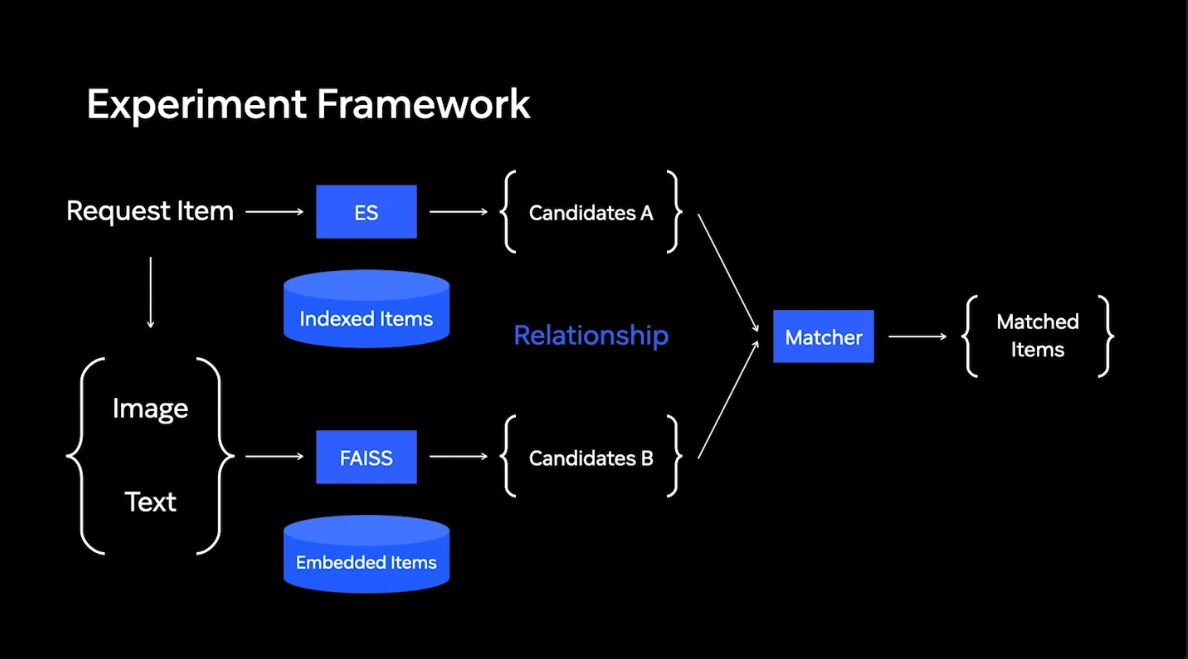 Experiment Framework
Request Item
ES
Candidates A
Indexed Items
Relationship
Matcher
Matched
Items
Image
Text
FAISS
Candidates B
Embedded Items